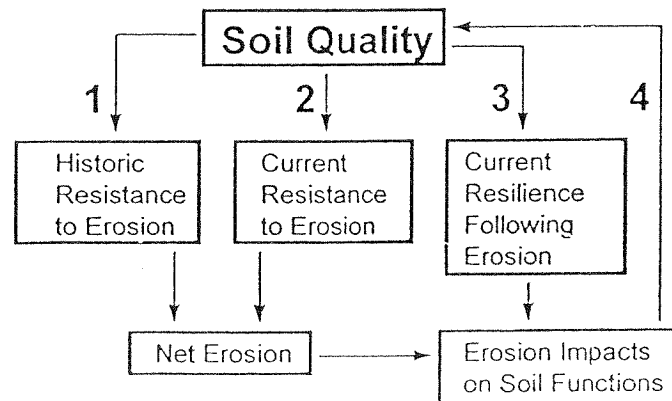 Soil Quality
1
2
3
4
Historic
Resistance
to Erosion
Current
Resistance
to Erosion
Current
Resilience
Following
Erosion
Net Erosion
Erosion Impacts
on Soil Functions